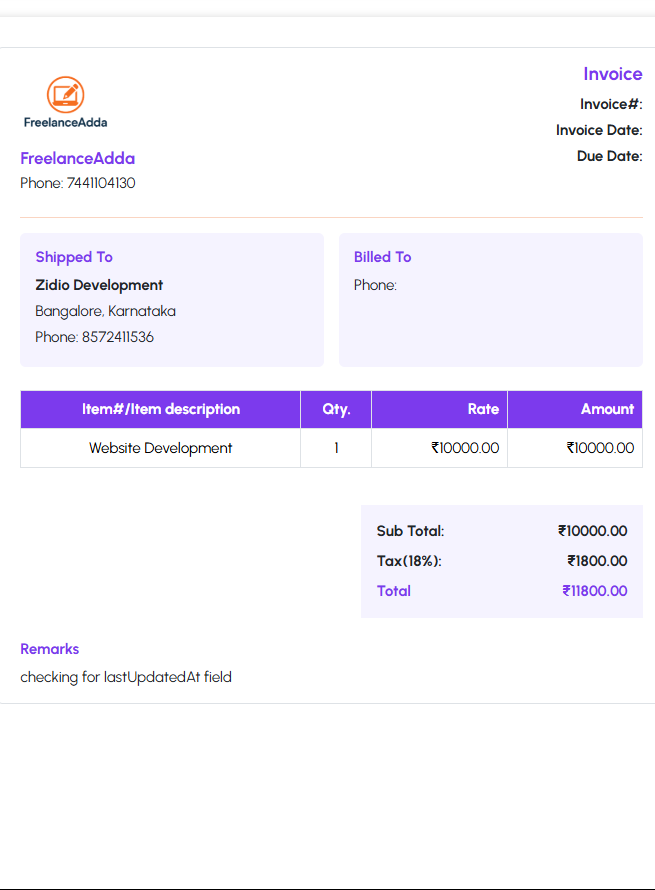 FreelanceAdda
FreelanceAdda
Phone: 7441104130
Invoice
Invoice#:
Invoice Date:
Due Date:
Shipped To
Zidio Development
Bangalore, Karnataka
Phone: 8572411536
Billed To
Phone:
Item#/Item description Qty. Rate Amount
Website Development 1 ₹10000.00 ₹10000.00
Sub Total: ₹10000.00
Tax(18%): ₹1800.00
Total ₹11800.00
Remarks
checking for lastUpdatedAt field